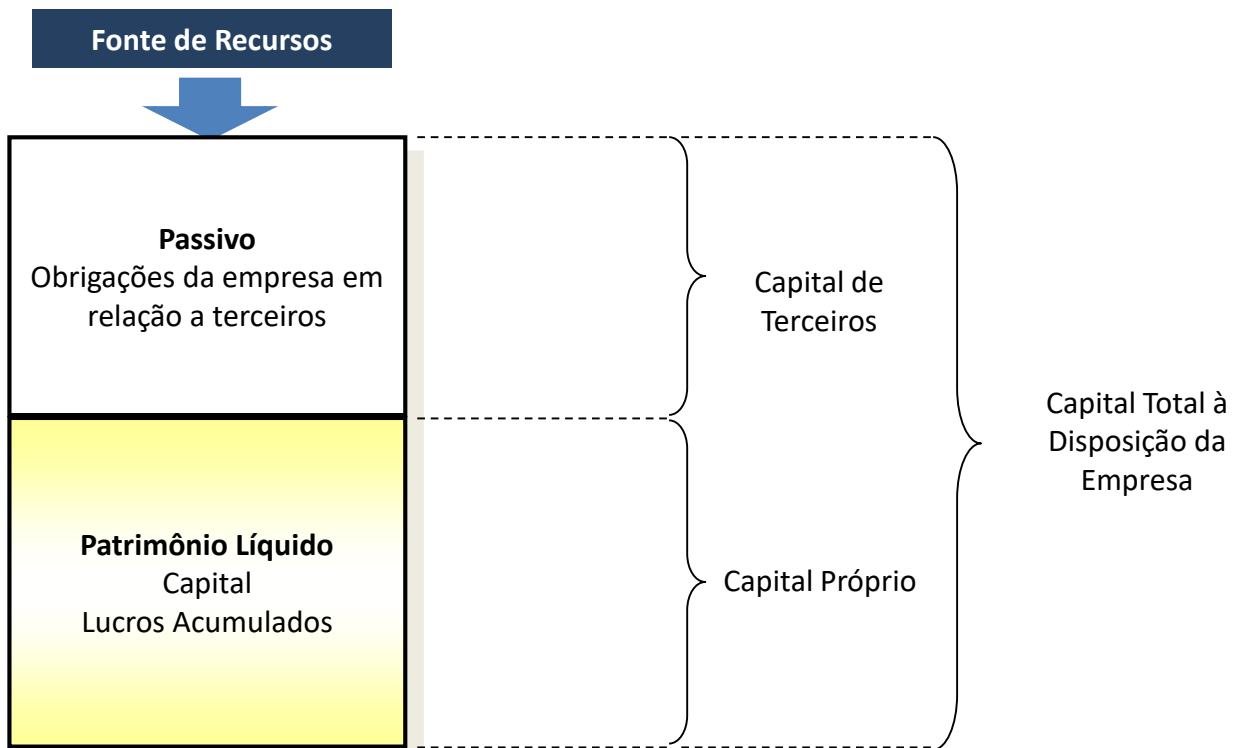 Fonte de Recursos
Passivo
Obrigações da empresa em
relação a terceiros
Capital de
Terceiros
Capital Total à
Disposição da
Empresa
Patrimônio Líquido
Capital
Lucros Acumulados
Capital Próprio